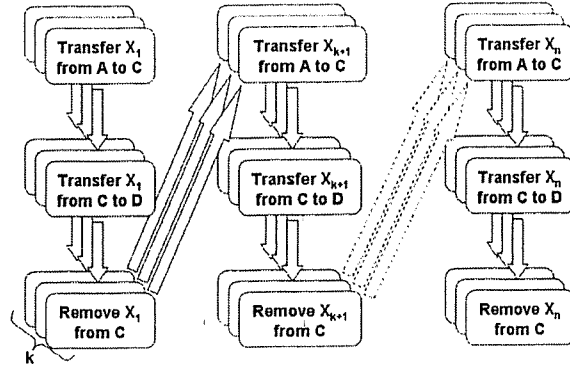 Transfer X1
from A to C
Transfer Xk+1
from A to C
Transfer Xn
from A to C
Transfer X1
from C to D
Transfer Xk+1
from C to D
Transfer Xn
from C to D
Remove X1
from C
Remove Xk+1
from C
Remove Xn
from C
k